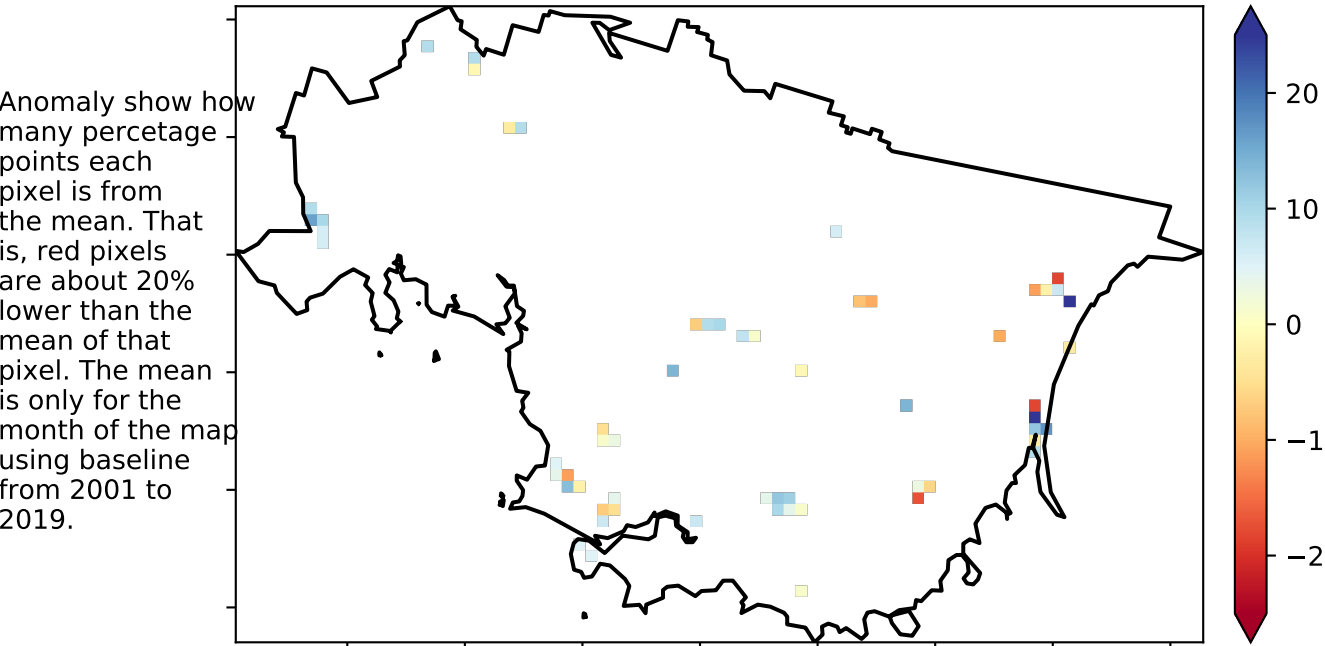 Anomaly show how
many percetage
points each
pixel is from
the mean. That
is, red pixels
are about 20%
lower than the
mean of that
pixel. The mean
is only for the
month of the map
using baseline
from 2001 to
2019.
20
10
0
−1
−2